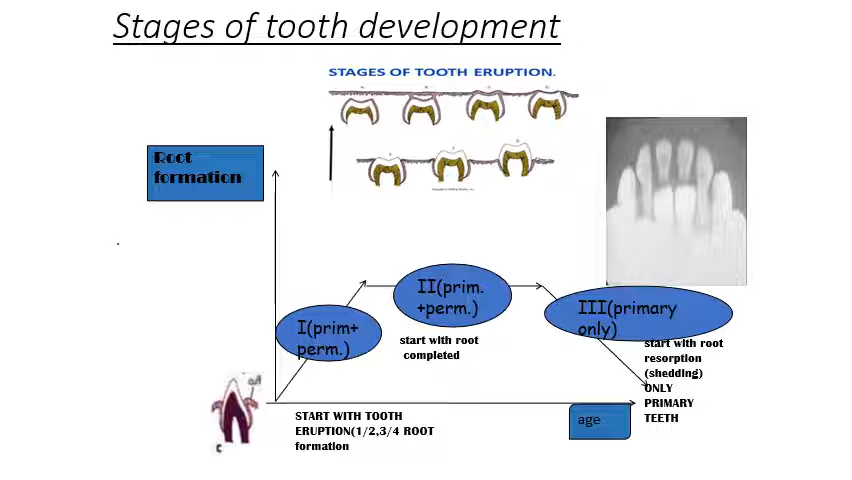 Stages of tooth development
STAGES OF TOOTH ERUPTION.
Root
formation
II(prim.
+perm.)
I(prim+
perm.)
III(primary
only)
start with root
completed
start with root
resorption
(shedding)
ONLY
PRIMARY
TEETH
START WITH TOOTH
ERUPTION(1/2,3/4 ROOT
formation
age
C